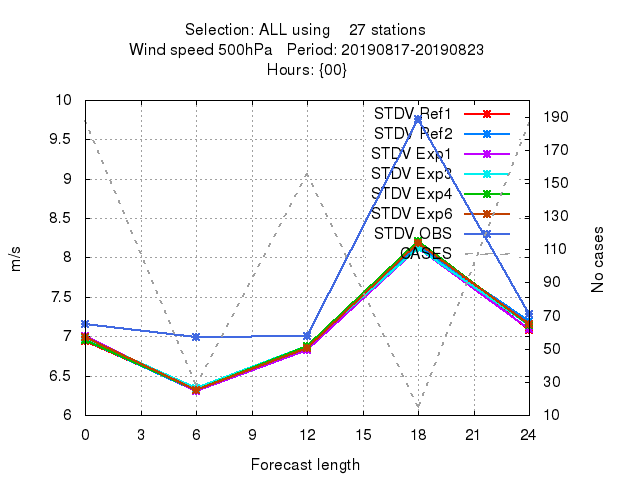 Selection: ALL using 27 stations
Wind speed 500hPa Period: 20190817-20190823
Hours: {00}
10
9.5
9
8.5
8
7.5
7
6.5
6
m/s
STDV Ref1
STDV Ref2
STDV Exp1
STDV Exp3
STDV Exp4
STDV Exp6
STDV OBS
CASES
190
170
150
130
110
90
70
50
30
10
No cases
0 3 6 9 12 15 18 21 24
Forecast length